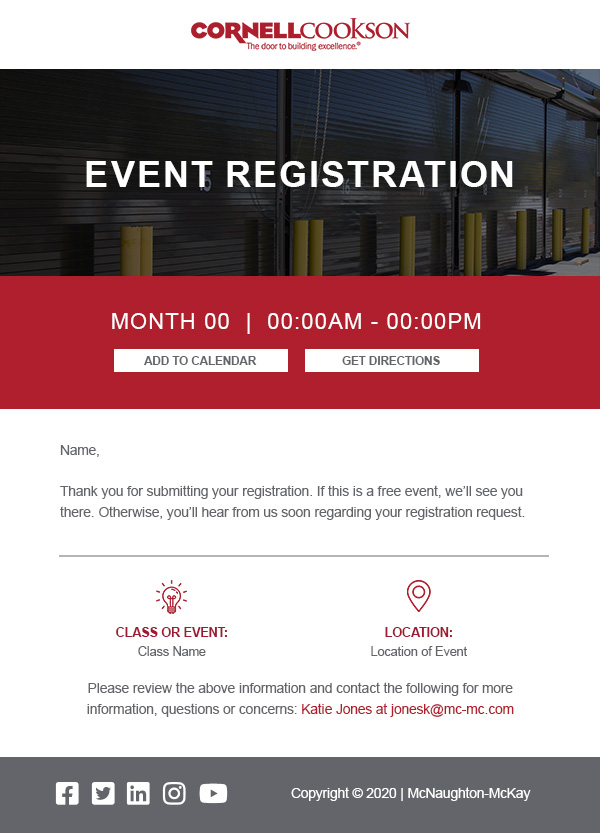 CORNELLCOOKSON
The door to building excellence.®
EVENT REGISTRATION
MONTH 00 | 00:00AM - 00:00PM
ADD TO CALENDAR
GET DIRECTIONS
Name,
Thank you for submitting your registration. If this is a free event, we’ll see you
there. Otherwise, you’ll hear from us soon regarding your registration request.
CLASS OR EVENT:
Class Name
LOCATION:
Location of Event
Please review the above information and contact the following for more
information, questions or concerns: Katie Jones at jonesk@mc-mc.com
Copyright © 2020 | McNaughton-McKay